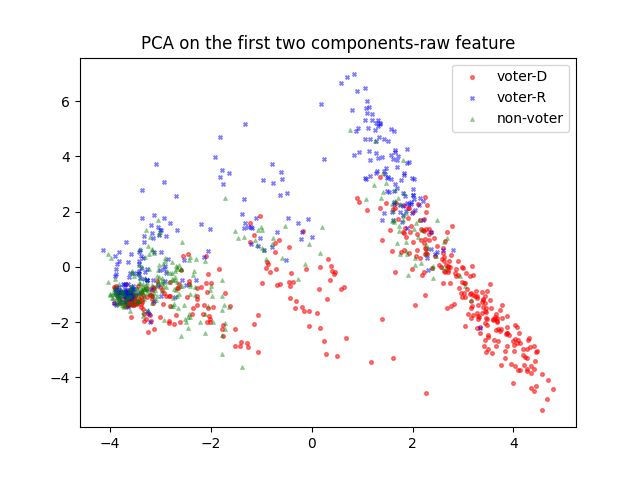 PCA on the first two components-raw feature
voter-D
voter-R
non-voter
6
4
2
0
−2
−4
−4 −2 0 2 4